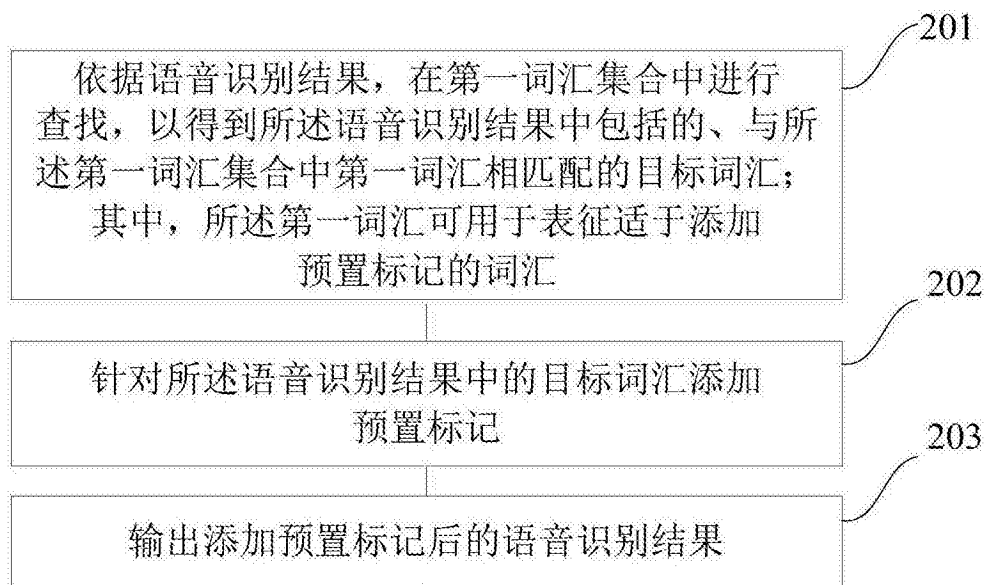 201
依据语音识别结果，在第一词汇集合中进行
查找，以得到所述语音识别结果中包括的、与所
述第一词汇集合中第一词汇相匹配的目标词汇；
其中，所述第一词汇可用于表征适于添加
预置标记的词汇
202
针对所述语音识别结果中的目标词汇添加
预置标记
203
输出添加预置标记后的语音识别结果